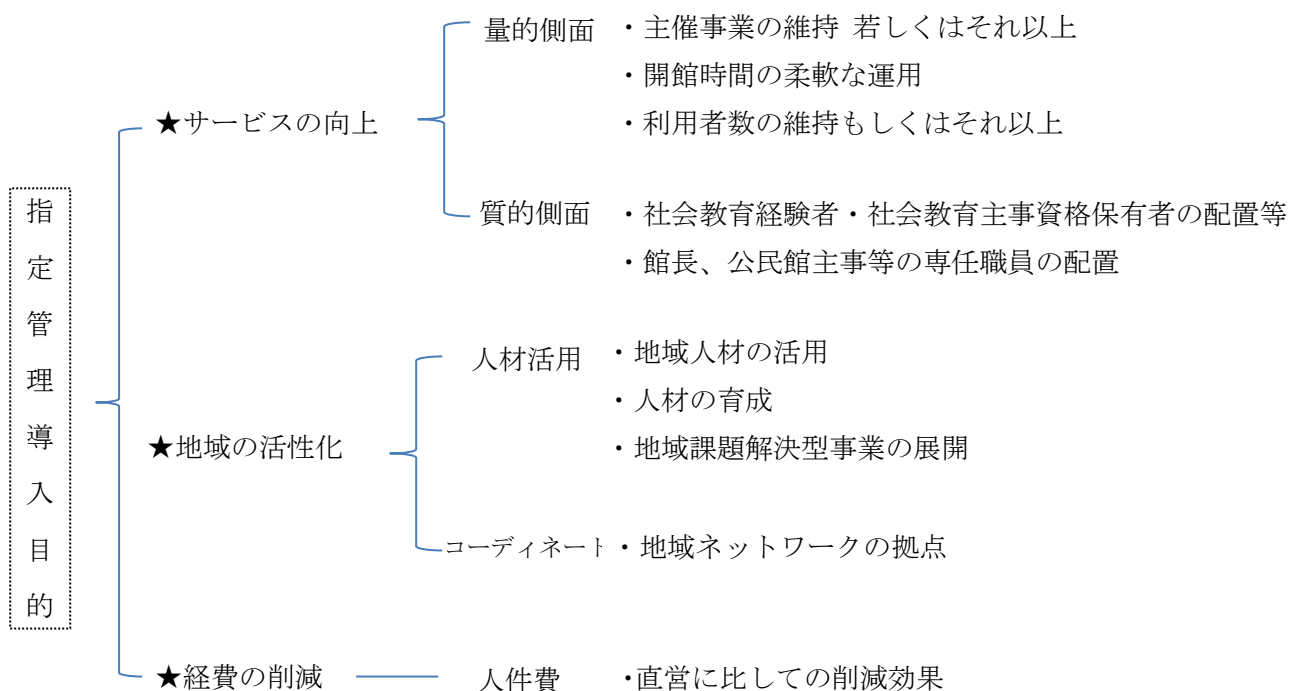 指定管理導入目的
★サービスの向上
量的側面 ・主催事業の維持 若しくはそれ以上
・開館時間の柔軟な運用
・利用者数の維持もしくはそれ以上
質的側面 ・社会教育経験者・社会教育主事資格保有者の配置等
・館長、公民館主事等の専任職員の配置
★地域の活性化
人材活用 ・地域人材の活用
・人材の育成
・地域課題解決型事業の展開
コーディネート ・地域ネットワークの拠点
★経費の削減 人件費 ・直営に比しての削減効果